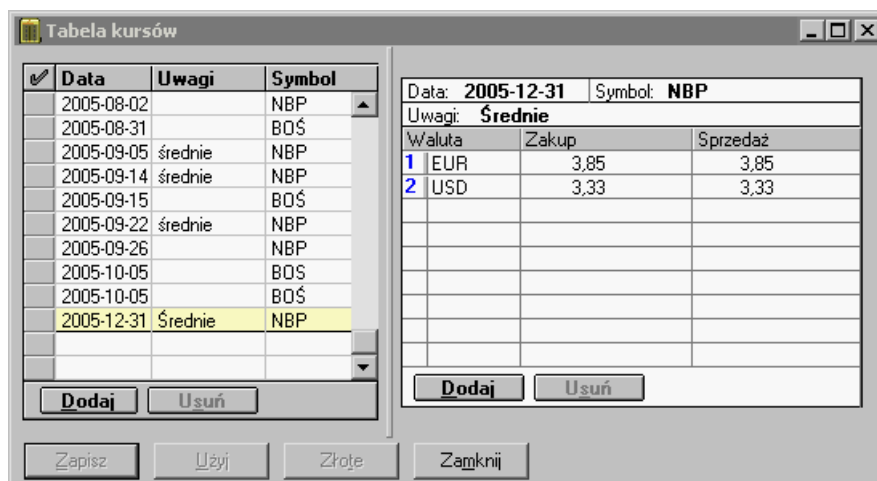 Tabela kursów
Data Uwagi Symbol
2005-08-02 NBP
2005-08-31 BOŚ
2005-09-05 średnie NBP
2005-09-14 średnie NBP
2005-09-15 BOŚ
2005-09-22 średnie NBP
2005-09-26 NBP
2005-10-05 BOS
2005-10-05 BOŚ
2005-12-31 Średnie NBP
Dodaj Usuń
Data: 2005-12-31 Symbol: NBP
Uwagi: Średnie
Waluta Zakup Sprzedaż
1 EUR 3,85 3,85
2 USD 3,33 3,33
Dodaj Usuń
Zapisz Użyj Złote Zamknij